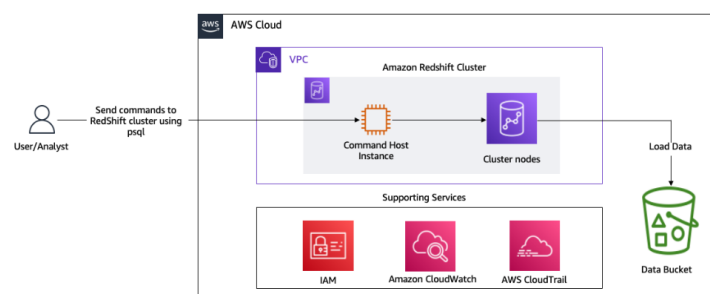 aws
AWS Cloud
VPC
Amazon Redshift Cluster
Send commands to
RedShift cluster using
psql
User/Analyst
Command Host
Instance
Cluster nodes
Load Data
Supporting Services
IAM
Amazon CloudWatch
AWS CloudTrail
Data Bucket